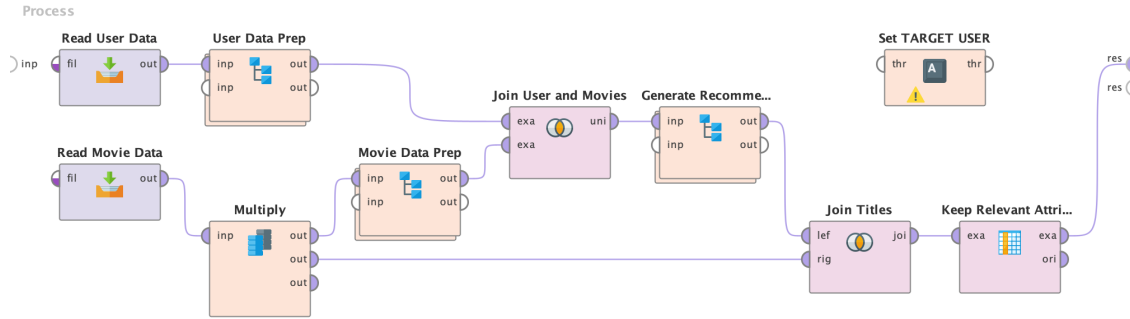 Process
Read User Data
fil out
User Data Prep
inp out
inp out
inp
Set TARGET USER
thr thr
A
res
res
Join User and Movies
exa uni
exa
Generate Recomme...
inp out
inp out
Read Movie Data
fil out
Movie Data Prep
inp out
inp out
Multiply
inp out
out
out
Join Titles
lef joi
rig
Keep Relevant Attri...
exa exa
ori